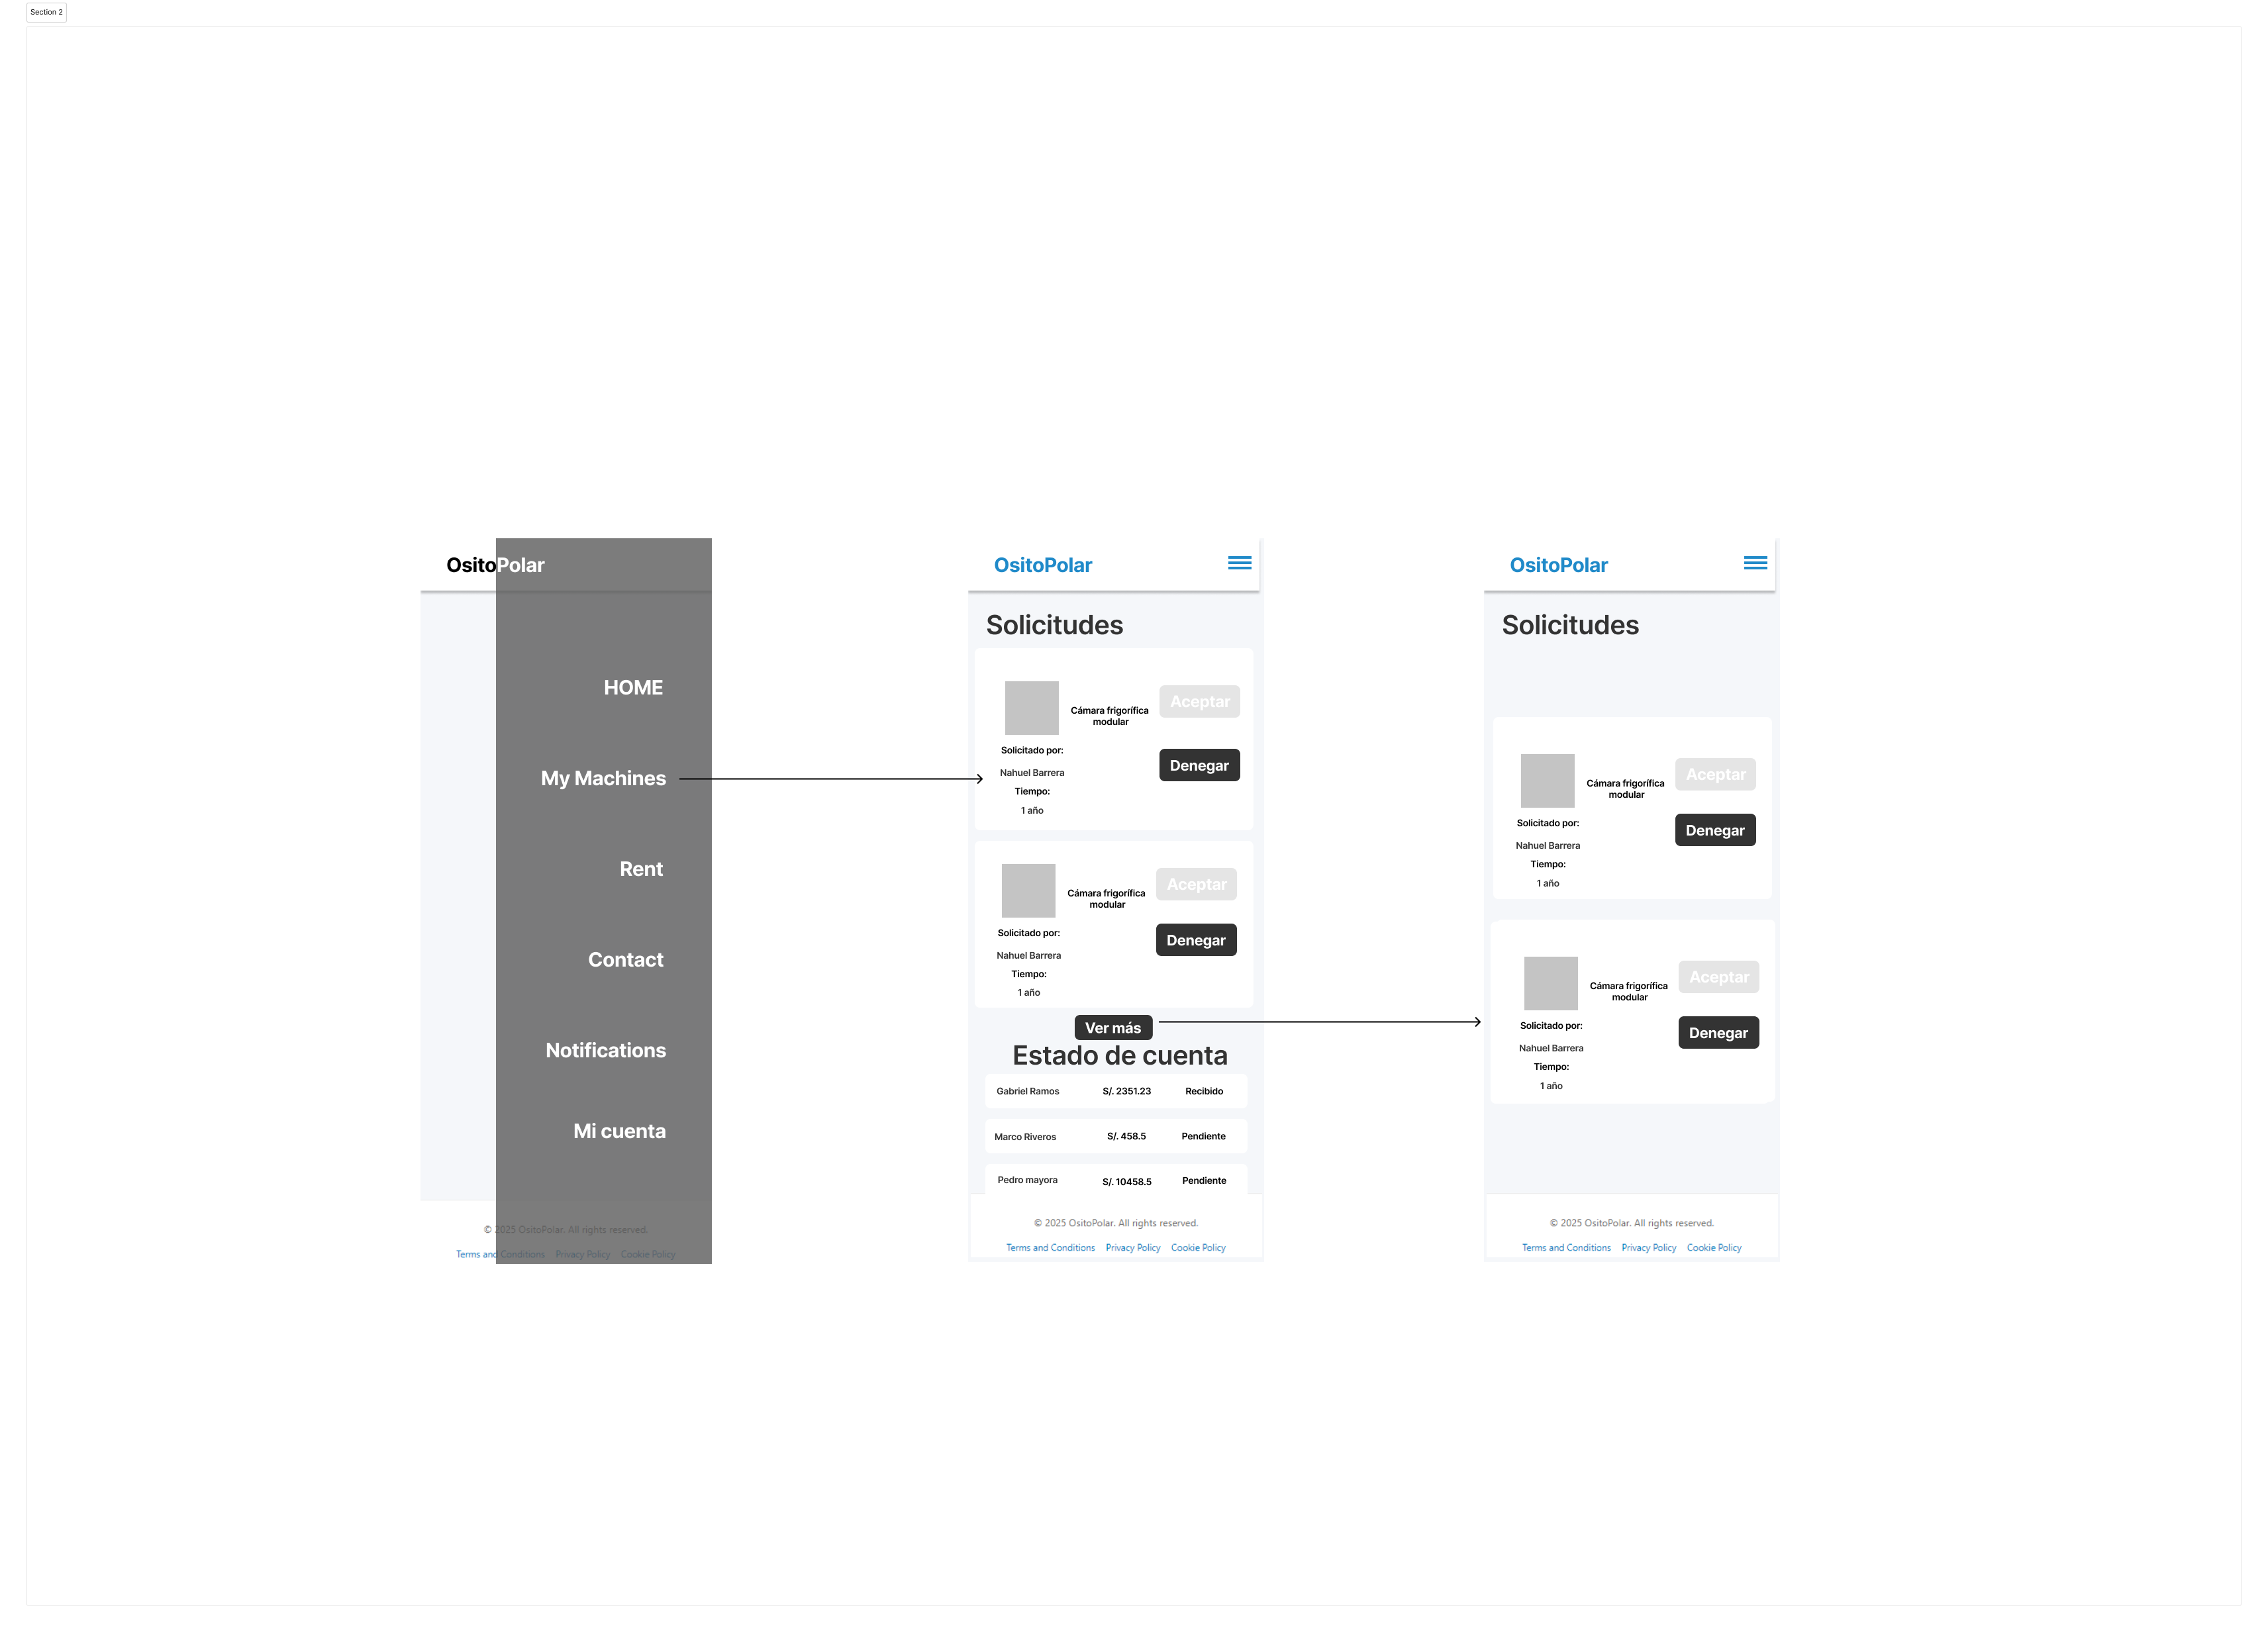 Section 2
OsitoPolar
HOME
My Machines
Rent
Contact
Notifications
Mi cuenta
© 2025 OsitoPolar. All rights reserved.
Terms and Conditions Privacy Policy Cookie Policy
OsitoPolar
Solicitudes
Cámara frigorífica
modular
Aceptar
Denegar
Solicitado por:
Nahuel Barrera
Tiempo:
1 año
Cámara frigorífica
modular
Aceptar
Denegar
Solicitado por:
Nahuel Barrera
Tiempo:
1 año
Ver más
Estado de cuenta
Gabriel Ramos S/. 2351.23 Recibido
Marco Riveros S/. 458.5 Pendiente
Pedro mayora S/. 10458.5 Pendiente
© 2025 OsitoPolar. All rights reserved.
Terms and Conditions Privacy Policy Cookie Policy
OsitoPolar
Solicitudes
Cámara frigorífica
modular
Aceptar
Denegar
Solicitado por:
Nahuel Barrera
Tiempo:
1 año
Cámara frigorífica
modular
Aceptar
Denegar
Solicitado por:
Nahuel Barrera
Tiempo:
1 año
© 2025 OsitoPolar. All rights reserved.
Terms and Conditions Privacy Policy Cookie Policy